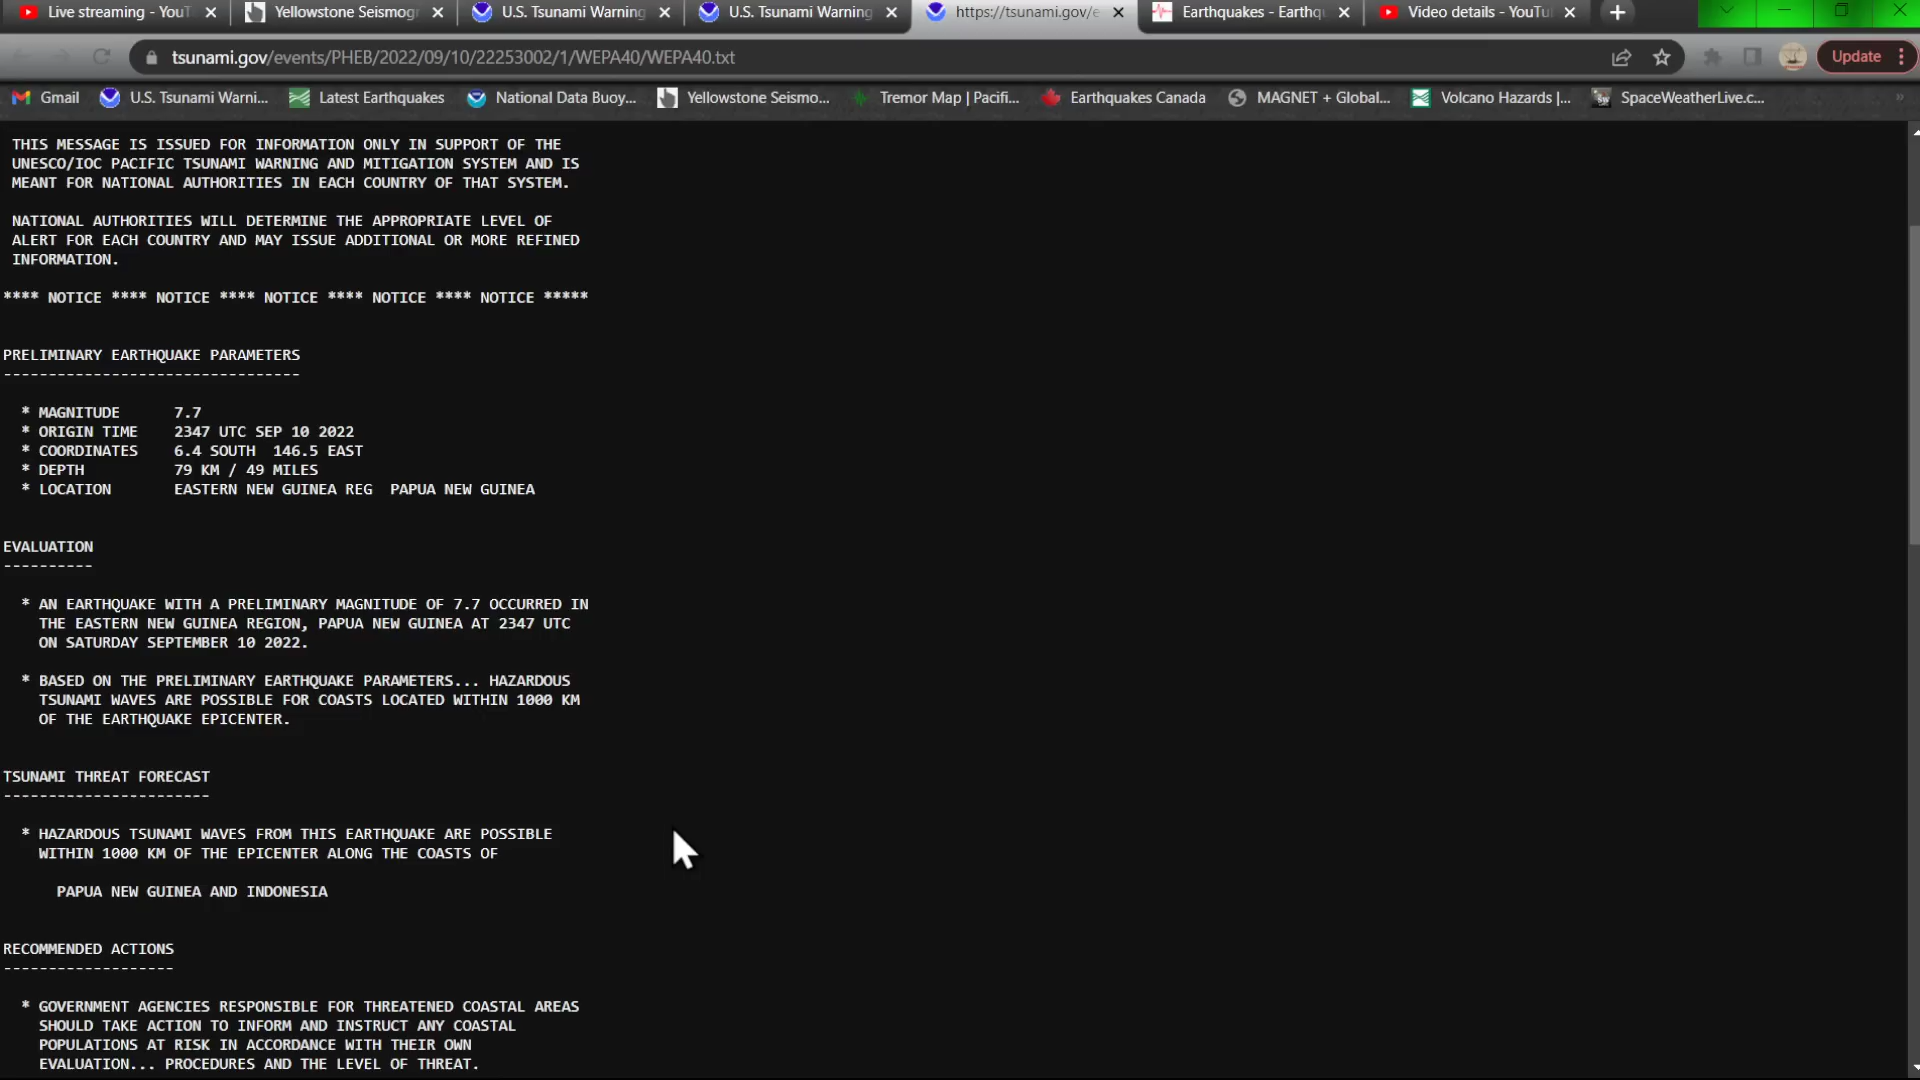 Live streaming - YouT
Yellowstone Seismog
U.S. Tsunami Warning
U.S. Tsunami Warning
https://tsunami.gov/e
Earthquakes - Earthq
Video details - YouTu
tsunami.gov/events/PHEB/2022/09/10/22253002/1/WEPA40/WEPA40.txt
Update
Gmail
U.S. Tsunami Warni...
Latest Earthquakes
National Data Buoy...
Yellowstone Seismo...
Tremor Map | Pacifi...
Earthquakes Canada
MAGNET + Global...
Volcano Hazards |...
SpaceWeatherLive.c...
THIS MESSAGE IS ISSUED FOR INFORMATION ONLY IN SUPPORT OF THE
UNESCO/IOC PACIFIC TSUNAMI WARNING AND MITIGATION SYSTEM AND IS
MEANT FOR NATIONAL AUTHORITIES IN EACH COUNTRY OF THAT SYSTEM.
NATIONAL AUTHORITIES WILL DETERMINE THE APPROPRIATE LEVEL OF
ALERT FOR EACH COUNTRY AND MAY ISSUE ADDITIONAL OR MORE REFINED
INFORMATION.
**** NOTICE **** NOTICE **** NOTICE **** NOTICE **** NOTICE *****
PRELIMINARY EARTHQUAKE PARAMETERS
---------------------------------
* MAGNITUDE 7.7
* ORIGIN TIME 2347 UTC SEP 10 2022
* COORDINATES 6.4 SOUTH 146.5 EAST
* DEPTH 79 KM / 49 MILES
* LOCATION EASTERN NEW GUINEA REG PAPUA NEW GUINEA
EVALUATION
----------
* AN EARTHQUAKE WITH A PRELIMINARY MAGNITUDE OF 7.7 OCCURRED IN
THE EASTERN NEW GUINEA REGION, PAPUA NEW GUINEA AT 2347 UTC
ON SATURDAY SEPTEMBER 10 2022.
* BASED ON THE PRELIMINARY EARTHQUAKE PARAMETERS... HAZARDOUS
TSUNAMI WAVES ARE POSSIBLE FOR COASTS LOCATED WITHIN 1000 KM
OF THE EARTHQUAKE EPICENTER.
TSUNAMI THREAT FORECAST
-----------------------
* HAZARDOUS TSUNAMI WAVES FROM THIS EARTHQUAKE ARE POSSIBLE
WITHIN 1000 KM OF THE EPICENTER ALONG THE COASTS OF
PAPUA NEW GUINEA AND INDONESIA
RECOMMENDED ACTIONS
-------------------
* GOVERNMENT AGENCIES RESPONSIBLE FOR THREATENED COASTAL AREAS
SHOULD TAKE ACTION TO INFORM AND INSTRUCT ANY COASTAL
POPULATIONS AT RISK IN ACCORDANCE WITH THEIR OWN
EVALUATION... PROCEDURES AND THE LEVEL OF THREAT.